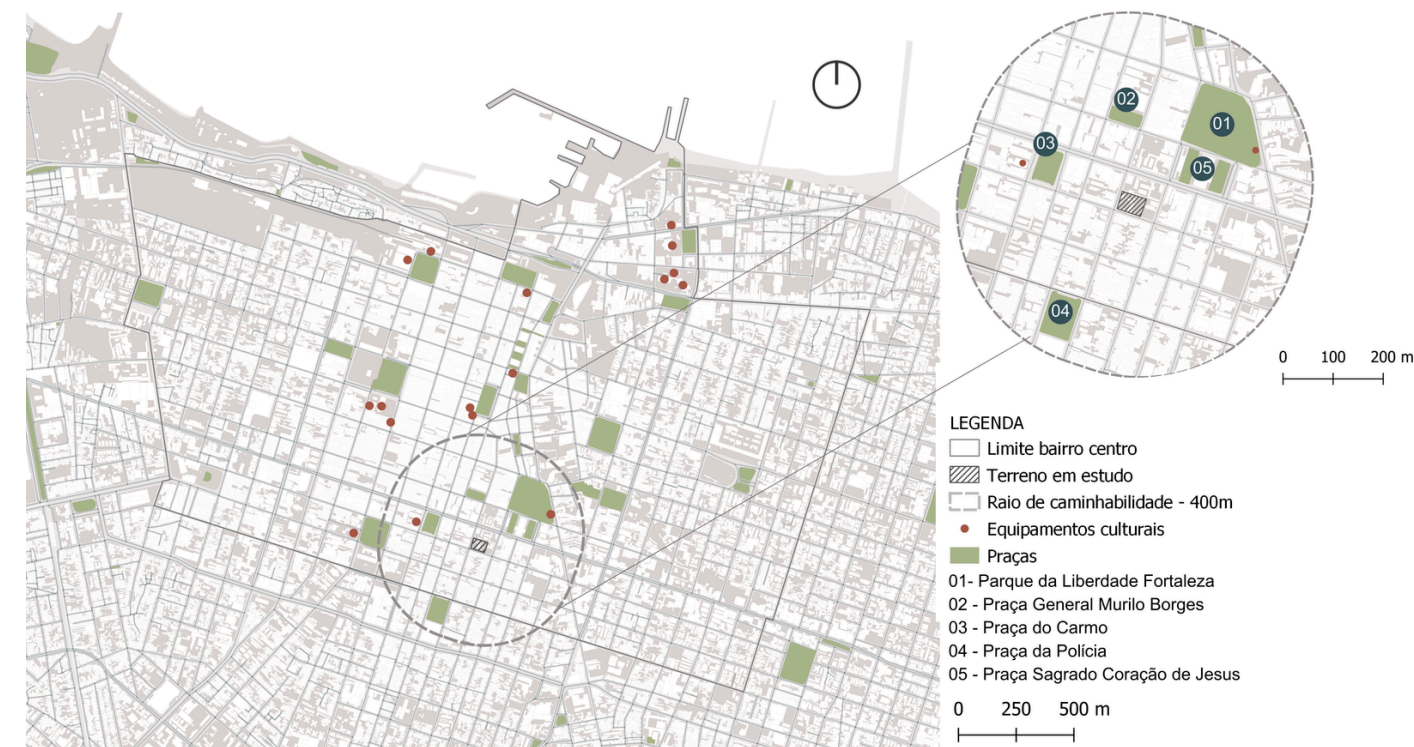 02
01
03
05
04
0 100 200 m
LEGENDA
Limite bairro centro
Terreno em estudo
Raio de caminhabilidade - 400m
Equipamentos culturais
Praças
01- Parque da Liberdade Fortaleza
02 - Praça General Murilo Borges
03 - Praça do Carmo
04 - Praça da Polícia
05 - Praça Sagrado Coração de Jesus
0 250 500 m